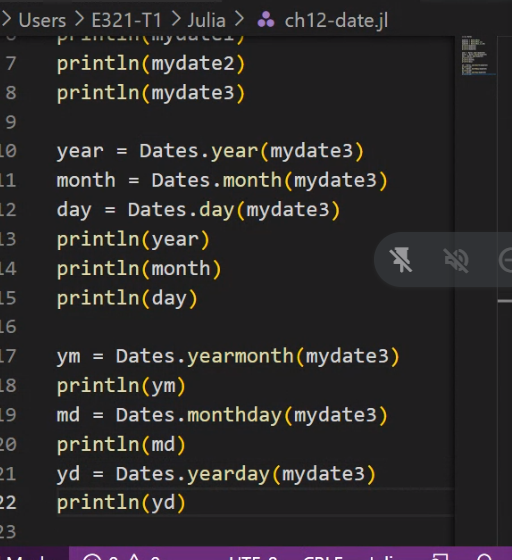 Users > E321-T1 > Julia > ch12-date.jl
println(mydate1)
7 println(mydate2)
8 println(mydate3)
9
10 year = Dates.year(mydate3)
11 month = Dates.month(mydate3)
12 day = Dates.day(mydate3)
13 println(year)
14 println(month)
15 println(day)
16
17 ym = Dates.yearmonth(mydate3)
18 println(ym)
19 md = Dates.monthday(mydate3)
20 println(md)
21 yd = Dates.yearday(mydate3)
22 println(yd)
23